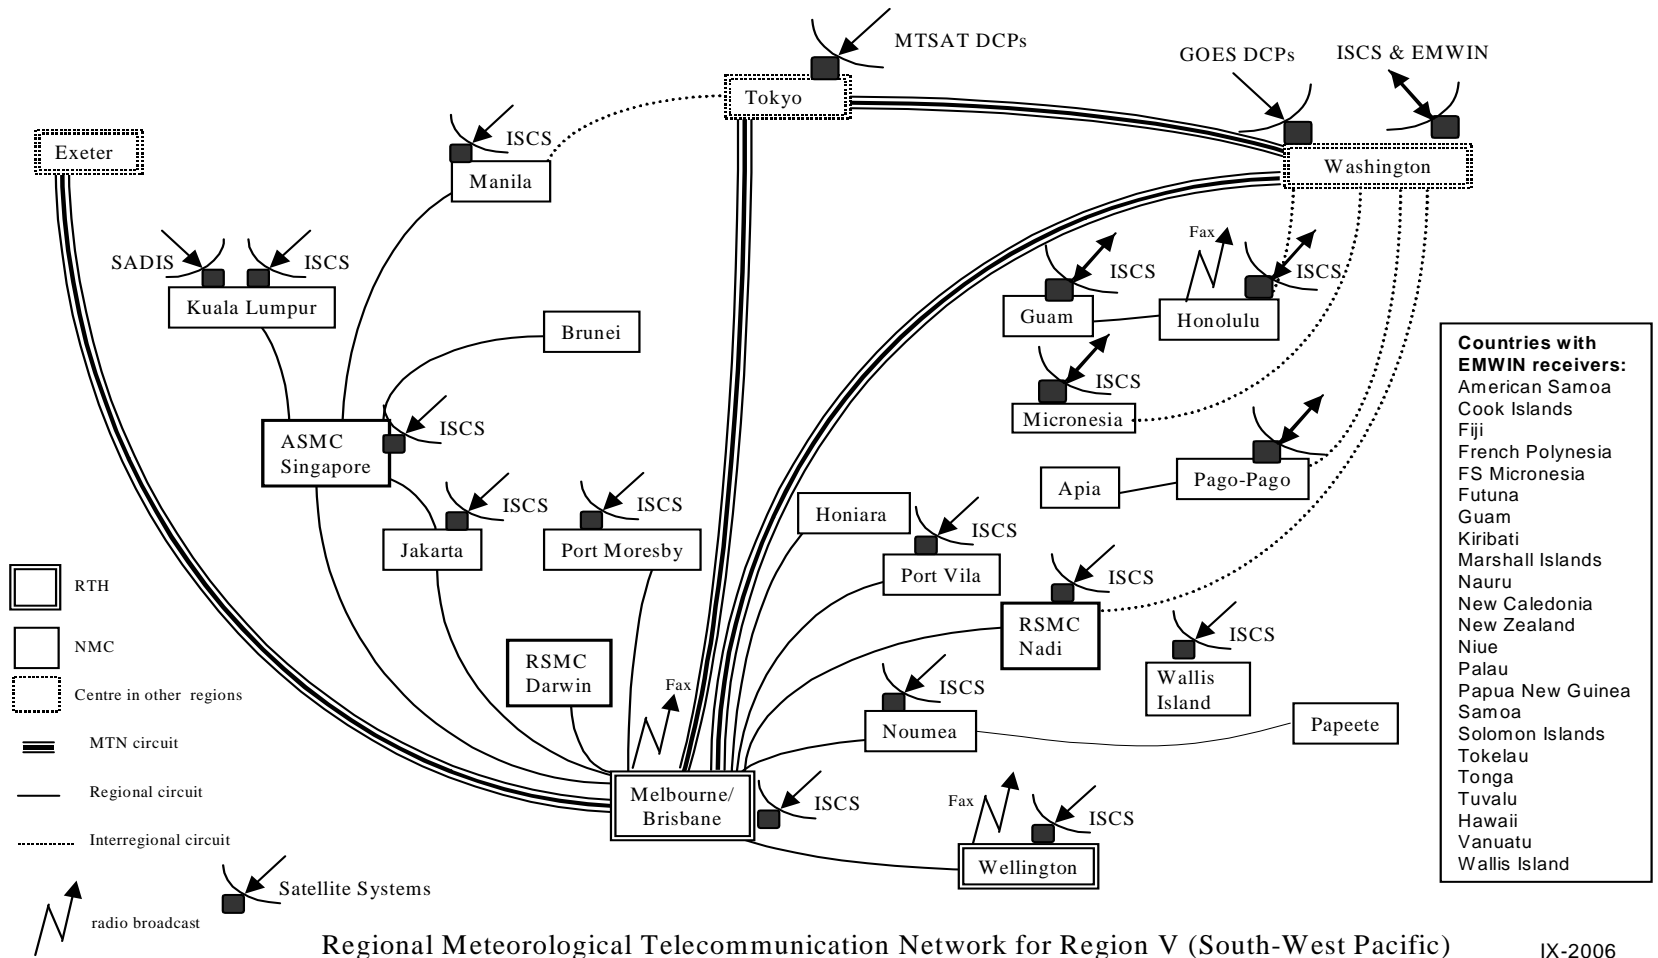 MTSAT DCPs
GOES DCPs
ISCS & EMWIN
Tokyo
Exeter
ISCS
Manila
Washington
SADIS
ISCS
Kuala Lumpur
Brunei
Fax
ISCS
ISCS
Guam
Honolulu
ISCS
Micronesia
ASMC
Singapore
ISCS
Apia
Pago-Pago
ISCS
Jakarta
ISCS
Port Moresby
Honiara
ISCS
Port Vila
ISCS
RSMC
Nadi
ISCS
Wallis
Island
RSMC
Darwin
Fax
ISCS
Noumea
Papeete
Melbourne/
Brisbane
ISCS
Fax
ISCS
Wellington
Countries with
EMWIN receivers:
American Samoa
Cook Islands
Fiji
French Polynesia
FS Micronesia
Futuna
Guam
Kiribati
Marshall Islands
Nauru
New Caledonia
New Zealand
Niue
Palau
Papua New Guinea
Samoa
Solomon Islands
Tokelau
Tonga
Tuvalu
Hawaii
Vanuatu
Wallis Island
RTH
NMC
Centre in other regions
MTN circuit
Regional circuit
Interregional circuit
radio broadcast
Satellite Systems
Regional Meteorological Telecommunication Network for Region V (South-West Pacific)
IX-2006